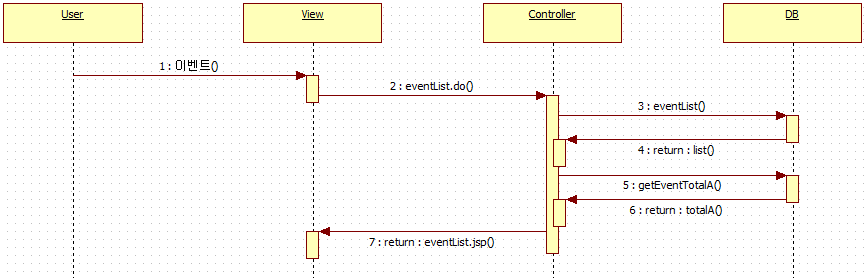 User
View
Controller
DB
1 : 이벤트()
2 : eventList.do()
3 : eventList()
4 : return : list()
5 : getEventTotalA()
6 : return : totalA()
7 : return : eventList.jsp()